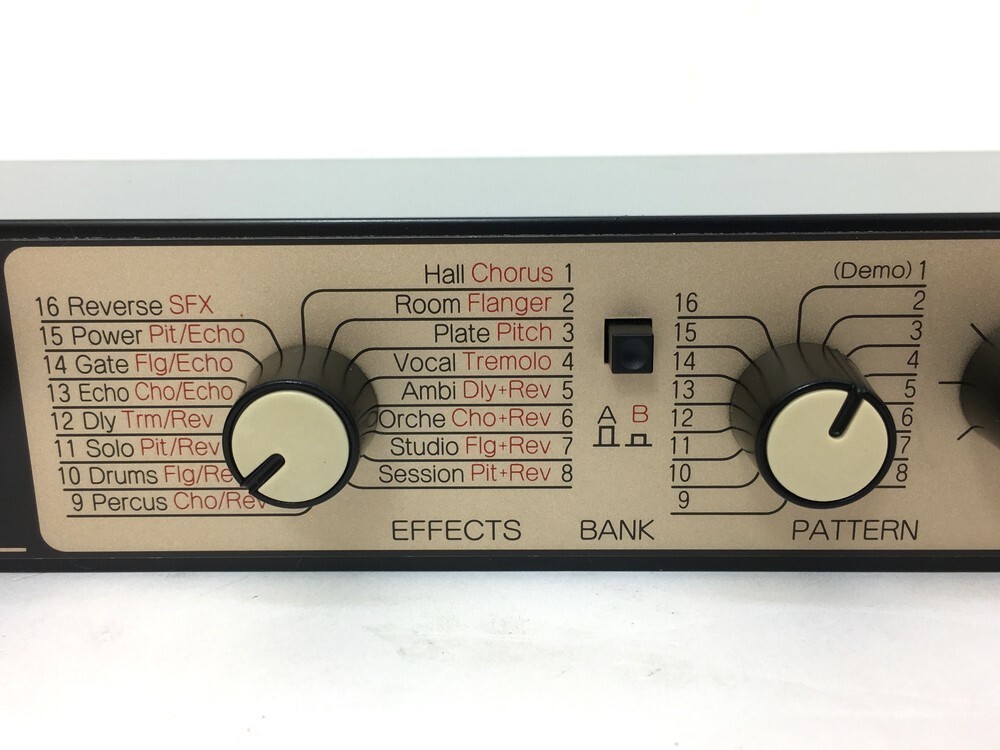 Hall Chorus 1
Room Flanger 2
Plate Pitch 3
Vocal Tremolo 4
Ambi Dly+Rev 5
Orche Cho+Rev 6
Studio Flg+Rev 7
Session Pit+Rev 8
16 Reverse SFX
15 Power Pit/Echo
14 Gate Flg/Echo
13 Echo Cho/Echo
12 Dly Trm/Rev
11 Solo Pit/Rev
10 Drums Flg/Re
9 Percus Cho/Rev
EFFECTS
A B
BANK
(Demo) 1
2
3
4
5
6
7
8
16
15
14
13
12
11
10
9
PATTERN